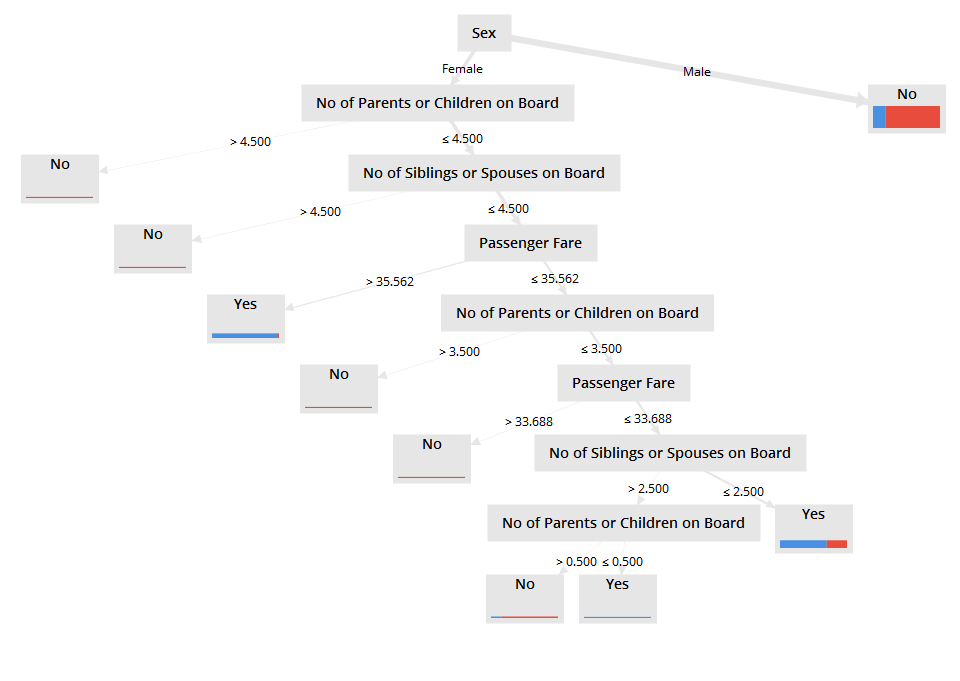 Sex
Female
Male
No
No of Parents or Children on Board
> 4.500
≤ 4.500
No
No of Siblings or Spouses on Board
> 4.500
≤ 4.500
No
Passenger Fare
> 35.562
≤ 35.562
Yes
No of Parents or Children on Board
> 3.500
≤ 3.500
No
Passenger Fare
> 33.688
≤ 33.688
No
No of Siblings or Spouses on Board
> 2.500
≤ 2.500
Yes
No of Parents or Children on Board
> 0.500
≤ 0.500
No
Yes